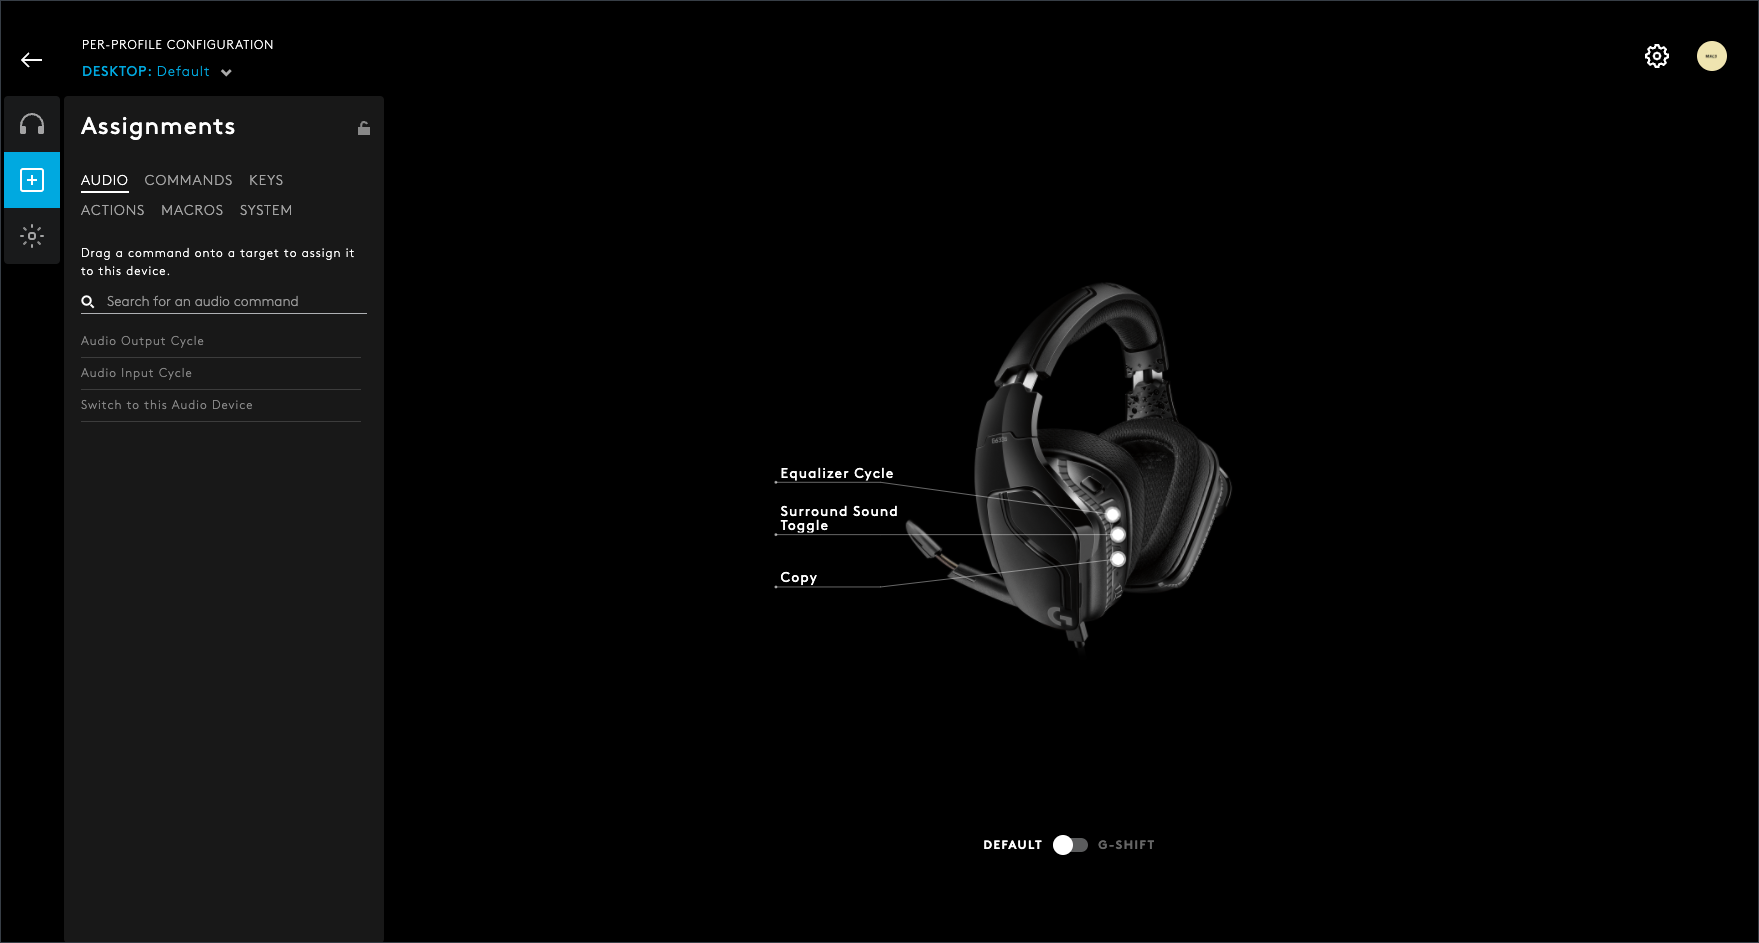 PER-PROFILE CONFIGURATION
DESKTOP: Default
Assignments
AUDIO COMMANDS KEYS
ACTIONS MACROS SYSTEM
Drag a command onto a target to assign it
to this device.
Search for an audio command
Audio Output Cycle
Audio Input Cycle
Switch to this Audio Device
Equalizer Cycle
Surround Sound
Toggle
Copy
DEFAULT G-SHIFT